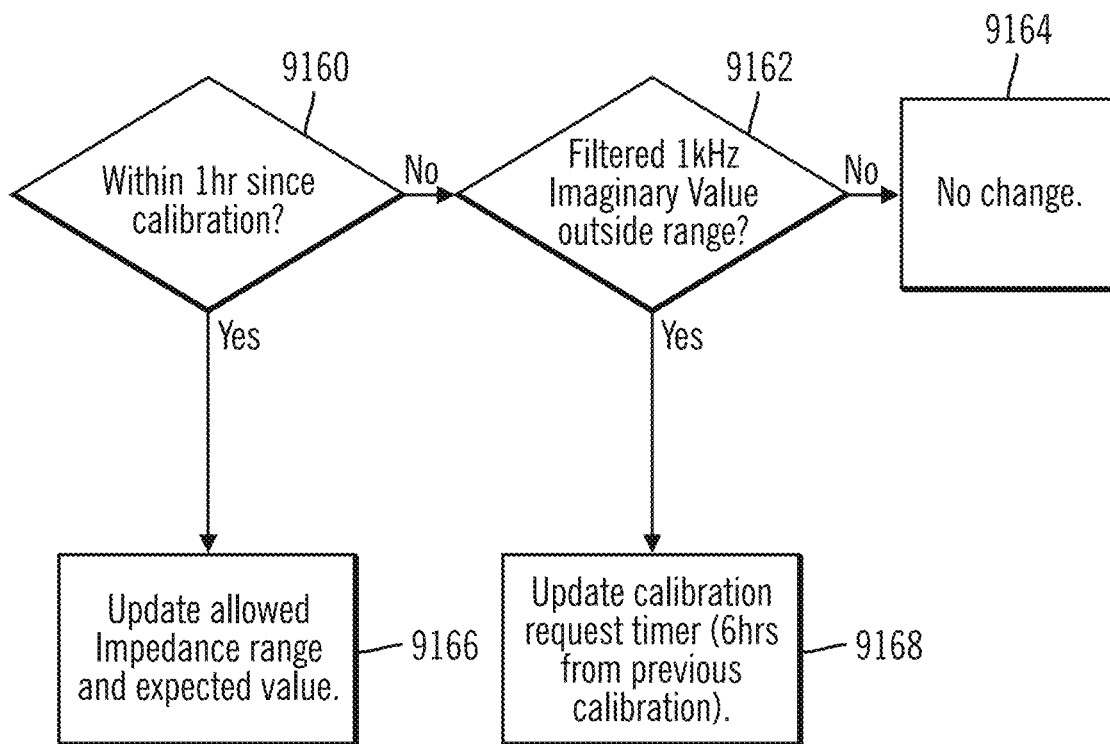 9160
Within 1hr since
calibration?
No
Yes
9162
Filtered 1kHz
Imaginary Value
outside range?
No
Yes
9164
No change.
Update allowed
Impedance range
and expected value.
9166
Update calibration
request timer (6hrs
from previous
calibration).
9168